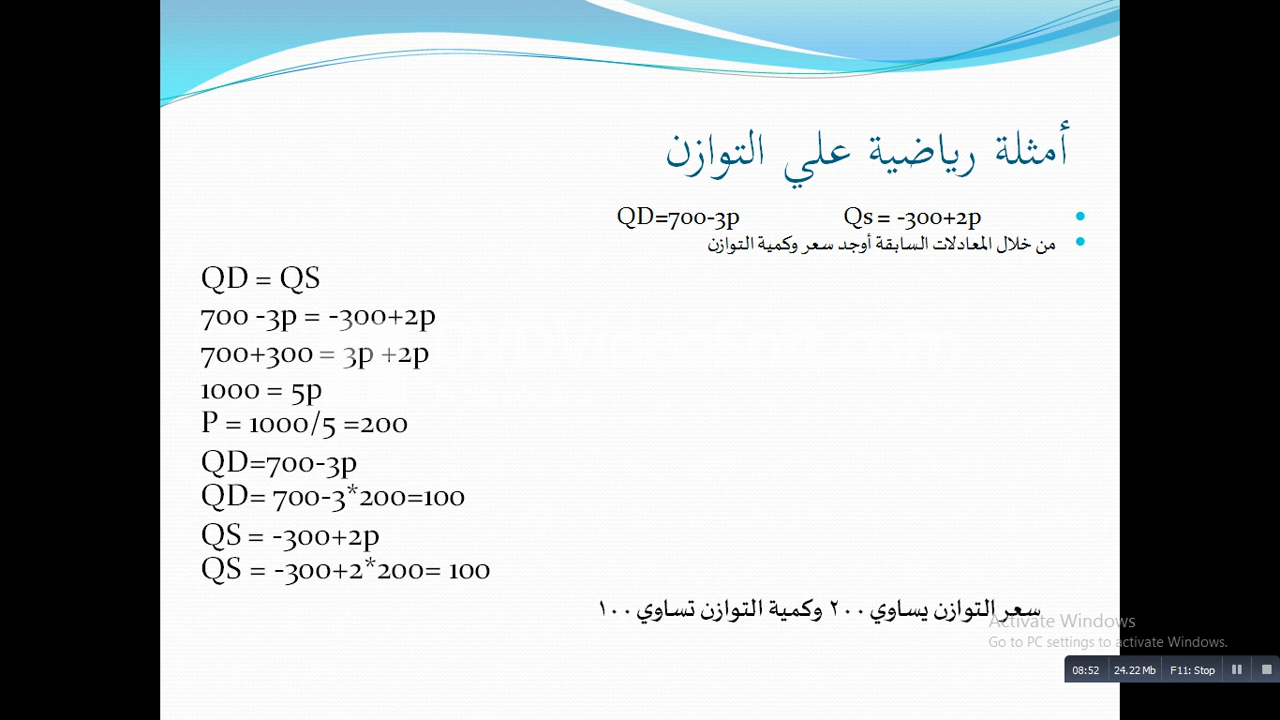 أمثلة رياضية علي التوازن
QD=700-3p Qs = -300+2p
من خلال المعادلات السابقة أوجد سعر وكمية التوازن
QD = QS
700 -3p = -300+2p
700+300 = 3p +2p
1000 = 5p
P = 1000/5 =200
QD=700-3p
QD= 700-3*200=100
QS = -300+2p
QS = -300+2*200= 100
سعر التوازن يساوي ٢٠٠ وكمية التوازن تساوي ١٠٠
Activate Windows
Go to PC settings to activate Windows.
08:52 24.22 Mb F11: Stop